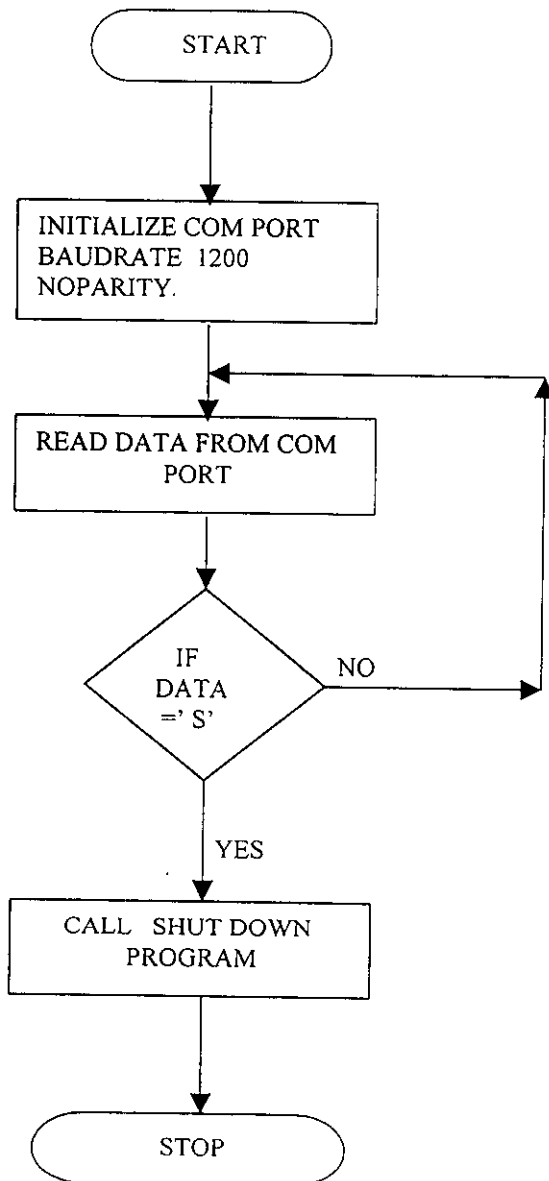 START
INITIALIZE COM PORT
BAUDRATE 1200
NOPARITY.
READ DATA FROM COM
PORT
IF
DATA
=' S'
NO
YES
CALL SHUT DOWN
PROGRAM
STOP